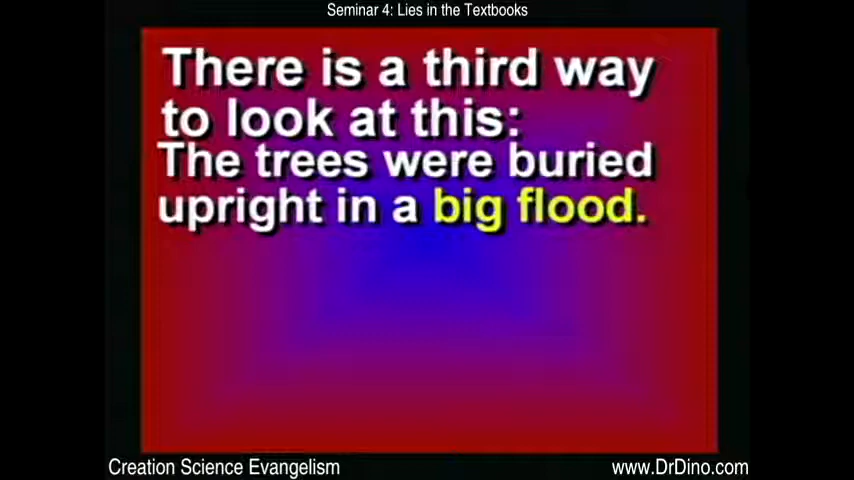 Seminar 4: Lies in the Textbooks
There is a third way
to look at this:
The trees were buried
upright in a big flood.
Creation Science Evangelism
www.DrDino.com